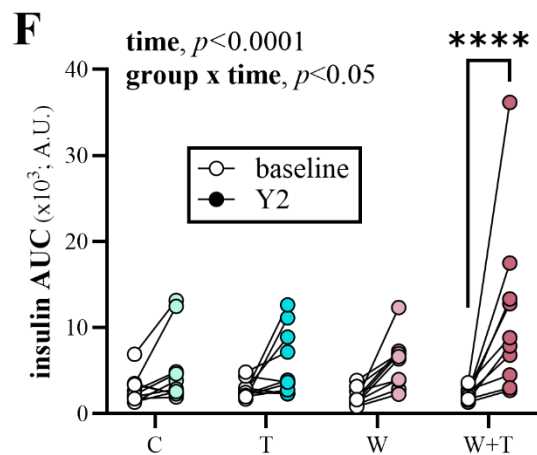 F
time, p<0.0001
group x time, p<0.05
****
insulin AUC (x10³; A.U.)
40
30
20
10
0
baseline
Y2
C T W W+T